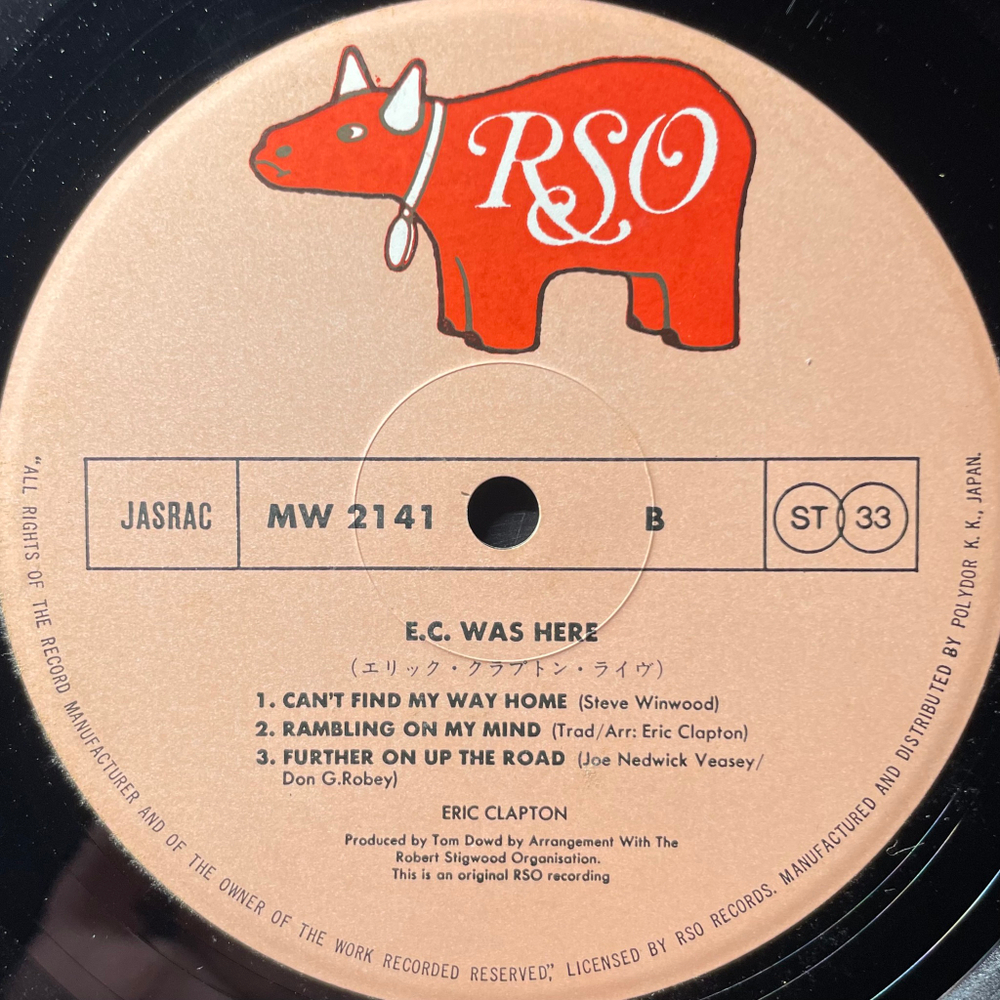 RSO
JASRAC
MW 2141
B
ST 33
E.C. WAS HERE
(エリック・クラプトン・ライヴ)
1. CAN'T FIND MY WAY HOME (Steve Winwood)
2. RAMBLING ON MY MIND (Trad/Arr: Eric Clapton)
3. FURTHER ON UP THE ROAD (Joe Nedwick Veasey/
Don G.Robey)
ERIC CLAPTON
Produced by Tom Dowd by Arrangement With The
Robert Stigwood Organisation.
This is an original RSO recording
"ALL RIGHTS OF THE RECORD MANUFACTURER AND OF THE OWNER OF THE WORK RECORDED RESERVED," LICENSED BY RSO RECORDS. MANUFACTURED AND DISTRIBUTED BY POLYDOR K. K., JAPAN.